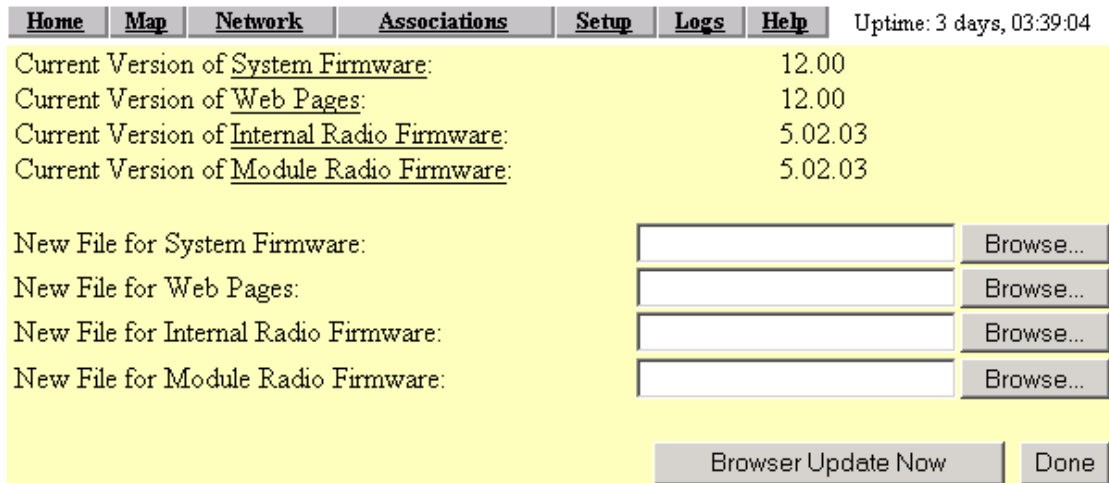 Home Map Network Associations Setup Logs Help Uptime: 3 days, 03:39:04
Current Version of System Firmware: 12.00
Current Version of Web Pages: 12.00
Current Version of Internal Radio Firmware: 5.02.03
Current Version of Module Radio Firmware: 5.02.03
New File for System Firmware: Browse...
New File for Web Pages: Browse...
New File for Internal Radio Firmware: Browse...
New File for Module Radio Firmware: Browse...
Browser Update Now Done